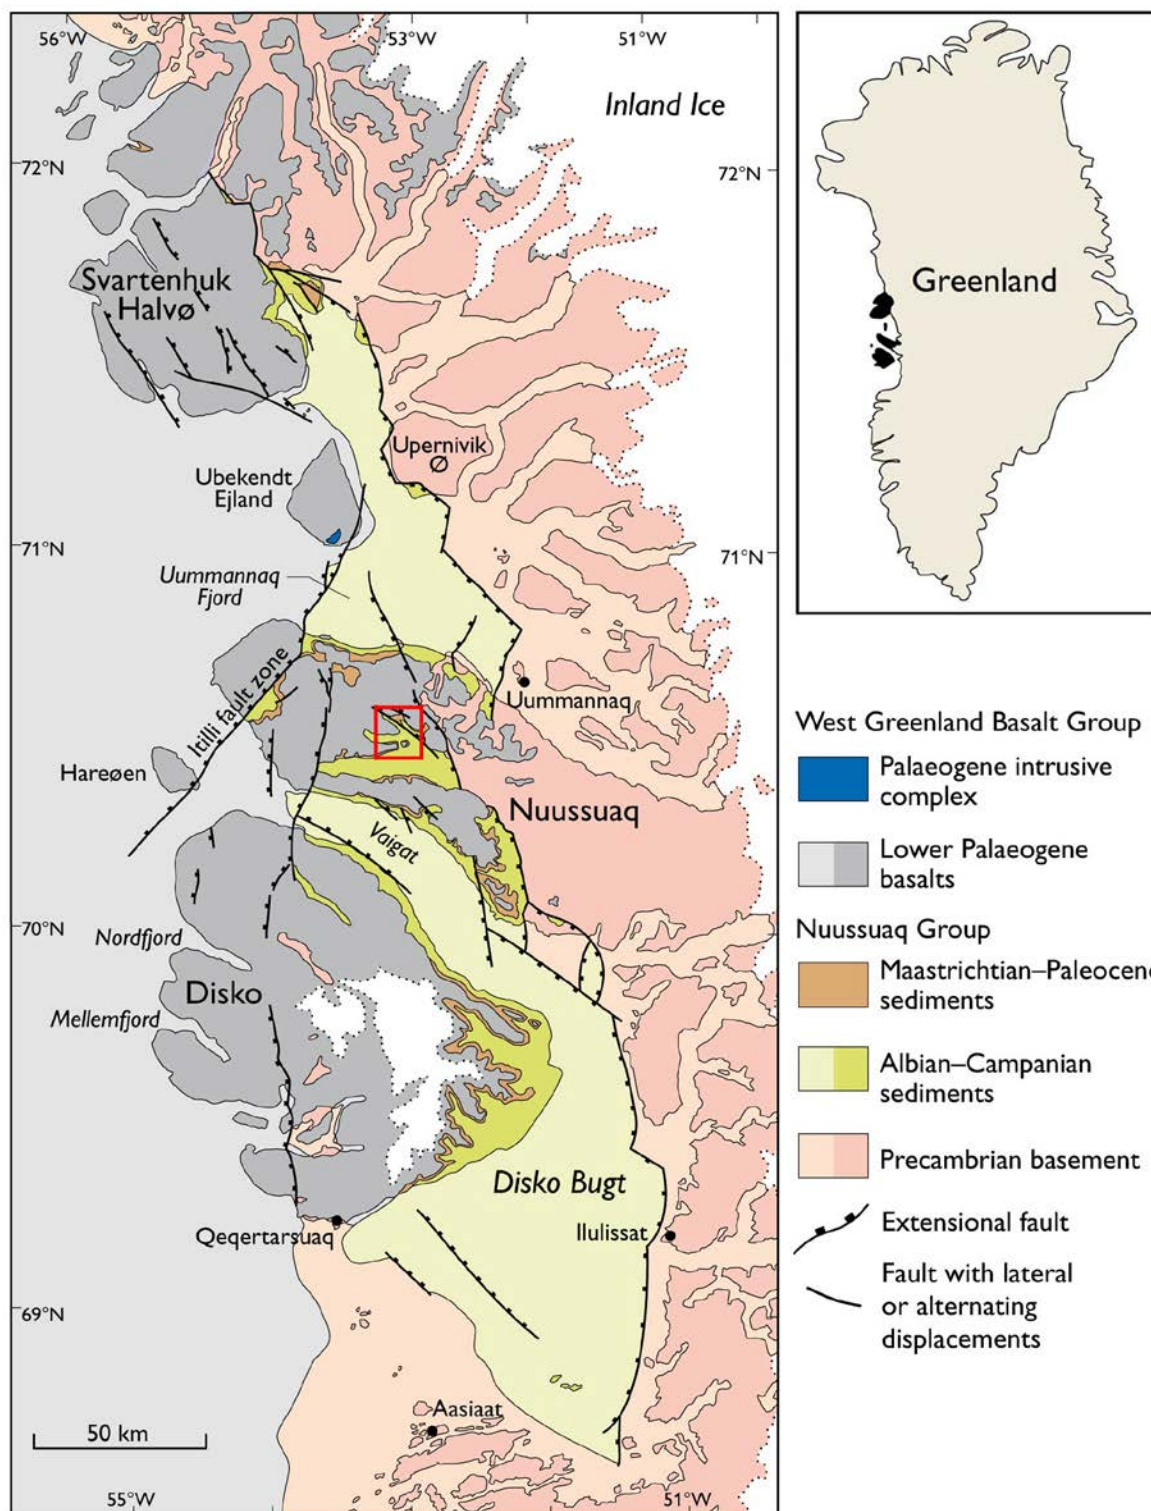 56°W
53°W
51°W
Inland Ice
72°N
72°N
Svartenhuk
Halvø
Greenland
Upernivik
Ø
Ubekendt
Ejland
71°N
71°N
Uummannaq
Fjord
Itilli fault zone
Uummannaq
Hareøen
Nuussuaq
Vaigat
70°N
Nordfjord
Disko
Mellemfjord
Disko Bugt
Ilulissat
Qeqertarsuaq
69°N
Aasiaat
50 km
55°W
51°W
West Greenland Basalt Group
Palaeogene intrusive
complex
Lower Palaeogene
basalts
Nuussuaq Group
Maastrichtian–Paleocene
sediments
Albian–Campanian
sediments
Precambrian basement
Extensional fault
Fault with lateral
or alternating
displacements